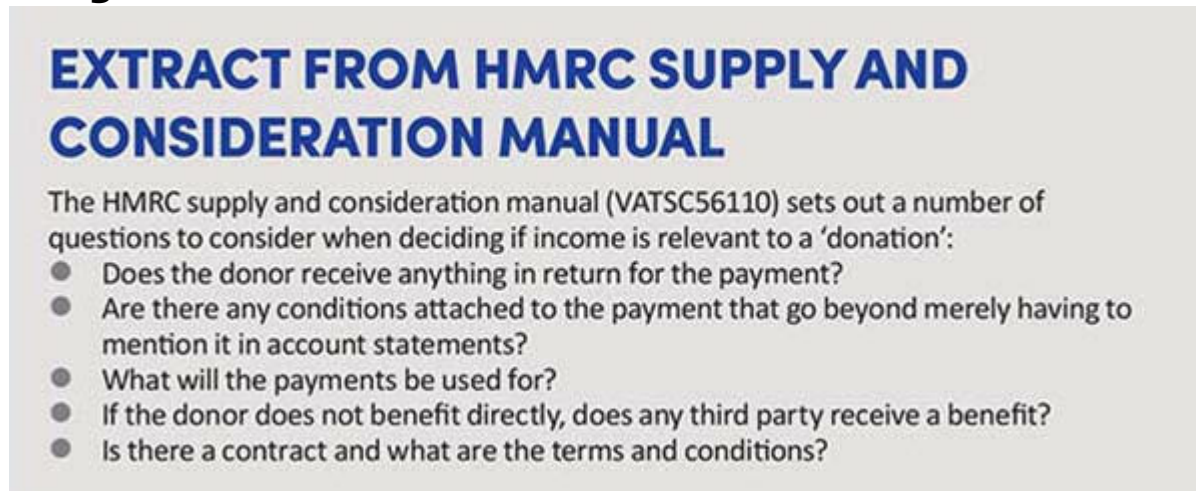 EXTRACT FROM HMRC SUPPLY AND
CONSIDERATION MANUAL
The HMRC supply and consideration manual (VATSC56110) sets out a number of
questions to consider when deciding if income is relevant to a ‘donation’:
● Does the donor receive anything in return for the payment?
● Are there any conditions attached to the payment that go beyond merely having to
mention it in account statements?
● What will the payments be used for?
● If the donor does not benefit directly, does any third party receive a benefit?
● Is there a contract and what are the terms and conditions?